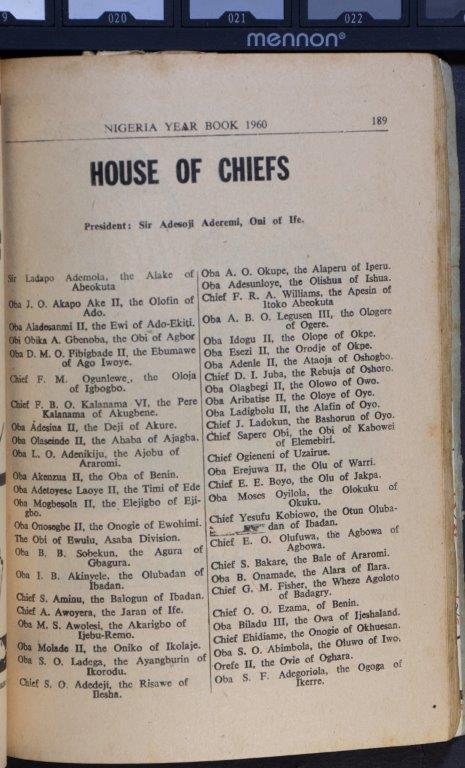 9
020
021
022
mennon®
NIGERIA YEAR BOOK 1960
189
HOUSE OF CHIEFS
President: Sir Adesoji Aderemi, Oni of Ife.
Sir Ladapo Ademola, the Alake of
Abeokuta
Oba J. O. Akapo Ake II, the Olofin of
Ado.
Oba Aladesanmi II, the Ewi of Ado-Ekiti.
Obi Obika A. Gbenoba, the Obi of Agbor
Oba D. M. O. Fibigbade II, the Ebumawe
of Ago Iwoye.
Chief F. M. Ogunlewe, the Oloja
of Igbogbo.
Chief F. B. O. Kalanama VI, the Pere
Kalanama of Akugbene.
Oba Adesina II, the Deji of Akure.
Oba Olaseinde II, the Ahaba of Ajagba.
Oba L. O. Adenikiju, the Ajobu of
Araromi.
Oba Akenzua II, the Oba of Benin.
Oba Adetoyese Laoye II, the Timi of Ede
Oba Mogbesola II, the Elejigbo of Eji-
gbo.
Oba Onosogbe II, the Onogie of Ewohimi.
The Obi of Ewulu, Asaba Division.
Oba B. B. Sobekun, the Agura of
Gbagura.
Oba I. B. Akinyele, the Olubadan of
Ibadan.
Chief S. Aminu, the Balogun of Ibadan.
Chief A. Awoyera, the Jaran of Ife.
Oba M. S. Awolesi, the Akarigbo of
Ijebu-Remo.
Oba Molade II, the Oniko of Ikolaje.
Oba S. O. Ladega, the Ayangburin of
Ikorodu.
Chief S. O. Adedeji, the Risawe of
Ilesha.
Oba A. O. Okupe, the Alaperu of Iperu.
Oba Adesunloye, the Olishua of Ishua.
Chief F. R. A. Williams, the Apesin of
Itoko Abeokuta
Oba A. B. O. Legusen III, the Ologere
of Ogere.
Oba Idogu II, the Olope of Okpe.
Oba Esezi II, the Orodje of Okpe.
Oba Adenle II, the Ataoja of Oshogbo.
Chief D. I. Juba, the Rebuja of Oshoro.
Oba Olagbegi II, the Olowo of Owo.
Oba Aribatise II, the Oloye of Oye.
Oba Ladigbolu II, the Alafin of Oyo.
Chief J. Ladokun, the Bashorun of Oyo.
Chief Sapere Obi, the Obi of Kabowei
of Elemebiri.
Chief Ogieneni of Uzairue.
Oba Erejuwa II, the Olu of Warri.
Chief E. E. Boyo, the Olu of Jakpa.
Oba Moses Oyilola, the Olokuku of
Okuku.
Chief Yesufu Kobiowo, the Otun Oluba-
dan of Ibadan.
Chief E. O. Olufuwa, the Agbowa of
Agbowa.
Chief S. Bakare, the Bale of Araromi.
Oba B. Onamade, the Alara of Ilara.
Chief G. M. Fisher, the Wheze Agoloto
of Badagry.
Chief O. O. Ezama, of Benin.
Oba Biladu III, the Owa of Ijeshaland.
Chief Ehidiame, the Onogie of Okhuesan.
Oba S. O. Abimbola, the Oluwo of Iwo.
Orefe II, the Ovie of Oghara.
Oba S. F. Adegoriola, the Ogoga of
Ikerre.